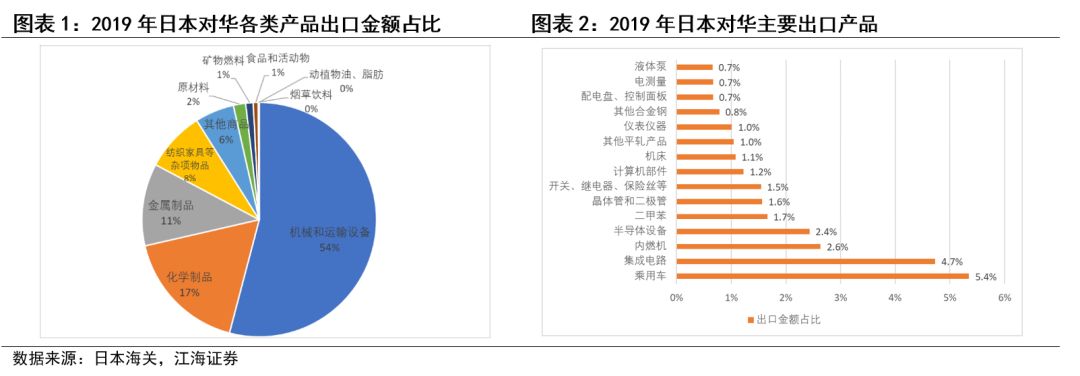 图表 1：2019 年日本对华各类产品出口金额占比
矿物燃料
1%
食品和活动物
1%
动植物油、脂肪
0%
原材料
2%
烟草饮料
0%
其他商品
6%
纺织家具等
杂项物品
8%
金属制品
11%
机械和运输设备
54%
化学制品
17%
图表 2：2019 年日本对华主要出口产品
液体泵 0.7%
电测量 0.7%
配电盘、控制面板 0.7%
其他合金钢 0.8%
仪表仪器 1.0%
其他平轧产品 1.0%
机床 1.1%
计算机部件 1.2%
开关、继电器、保险丝等 1.5%
晶体管和二极管 1.6%
二甲苯 1.7%
半导体设备 2.4%
内燃机 2.6%
集成电路 4.7%
乘用车 5.4%
0% 1% 2% 3% 4% 5% 6%
出口金额占比
数据来源：日本海关，江海证券